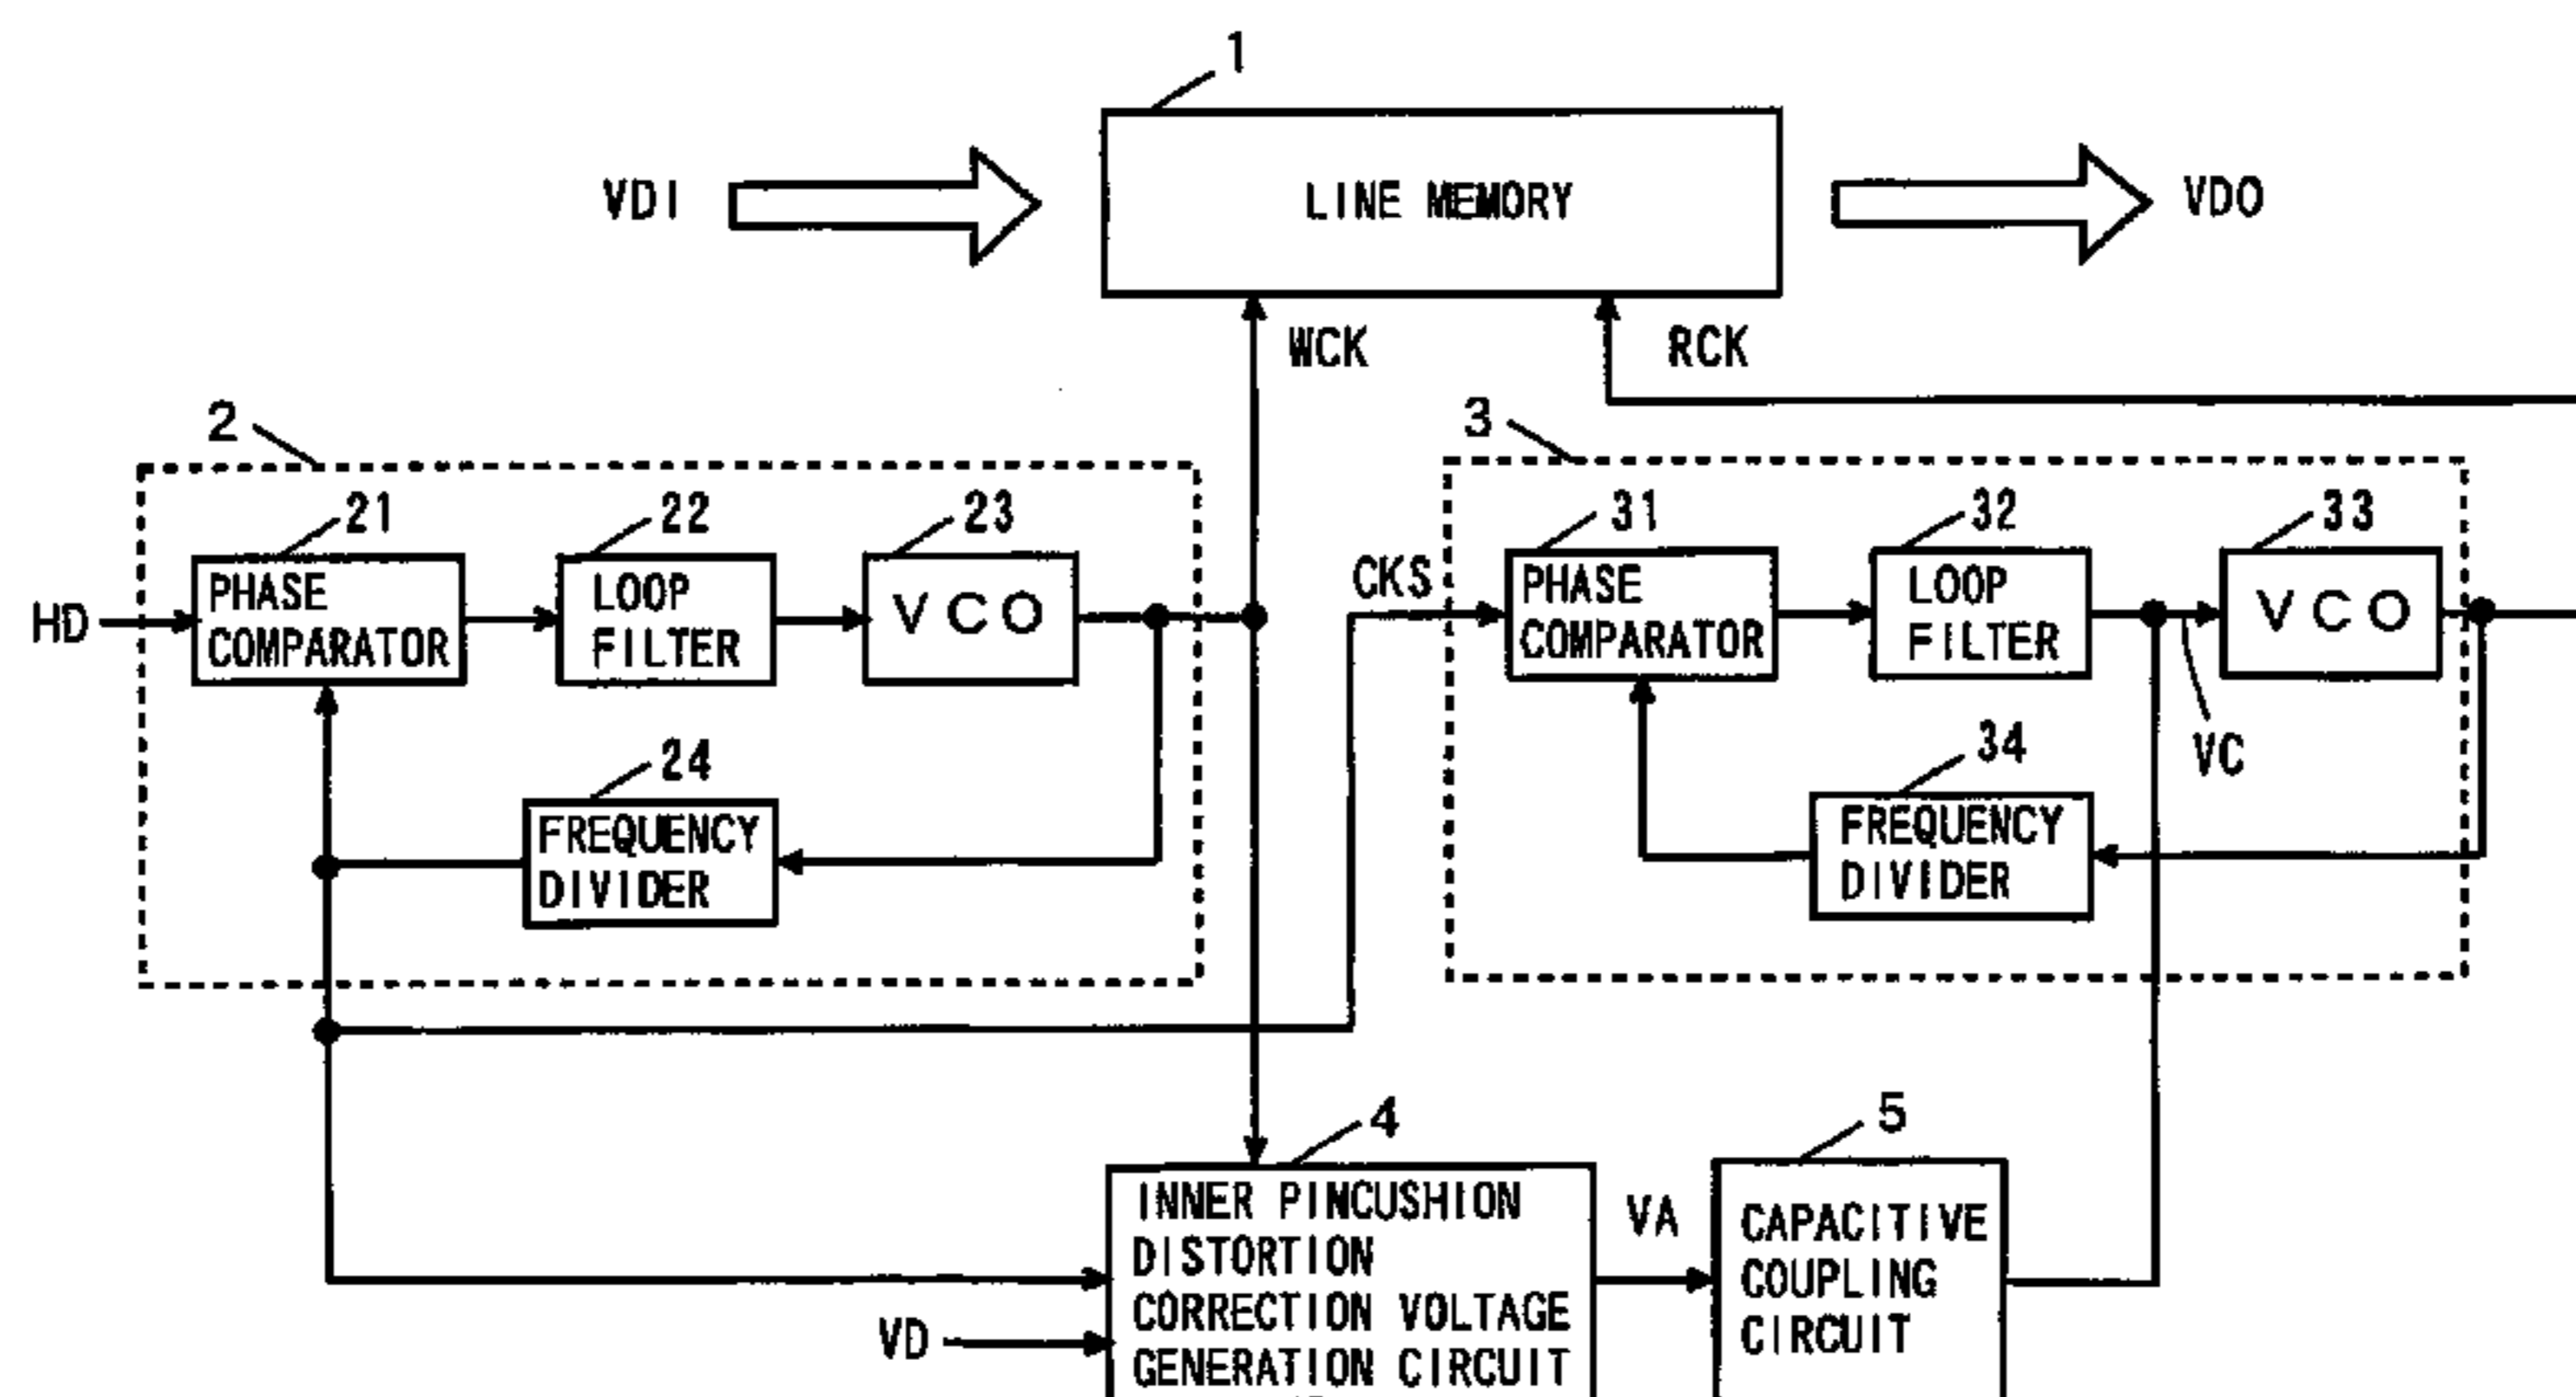 1
VDI
LINE MEMORY
VDO
WCK
RCK
2
3
21
22
23
31
32
33
HD
PHASE
COMPARATOR
LOOP
FILTER
VCO
CKS
PHASE
COMPARATOR
LOOP
FILTER
VCO
24
34
VC
FREQUENCY
DIVIDER
FREQUENCY
DIVIDER
4
5
INNER PINCUSHION
DISTORTION
CORRECTION VOLTAGE
GENERATION CIRCUIT
VA
CAPACITIVE
COUPLING
CIRCUIT
VD